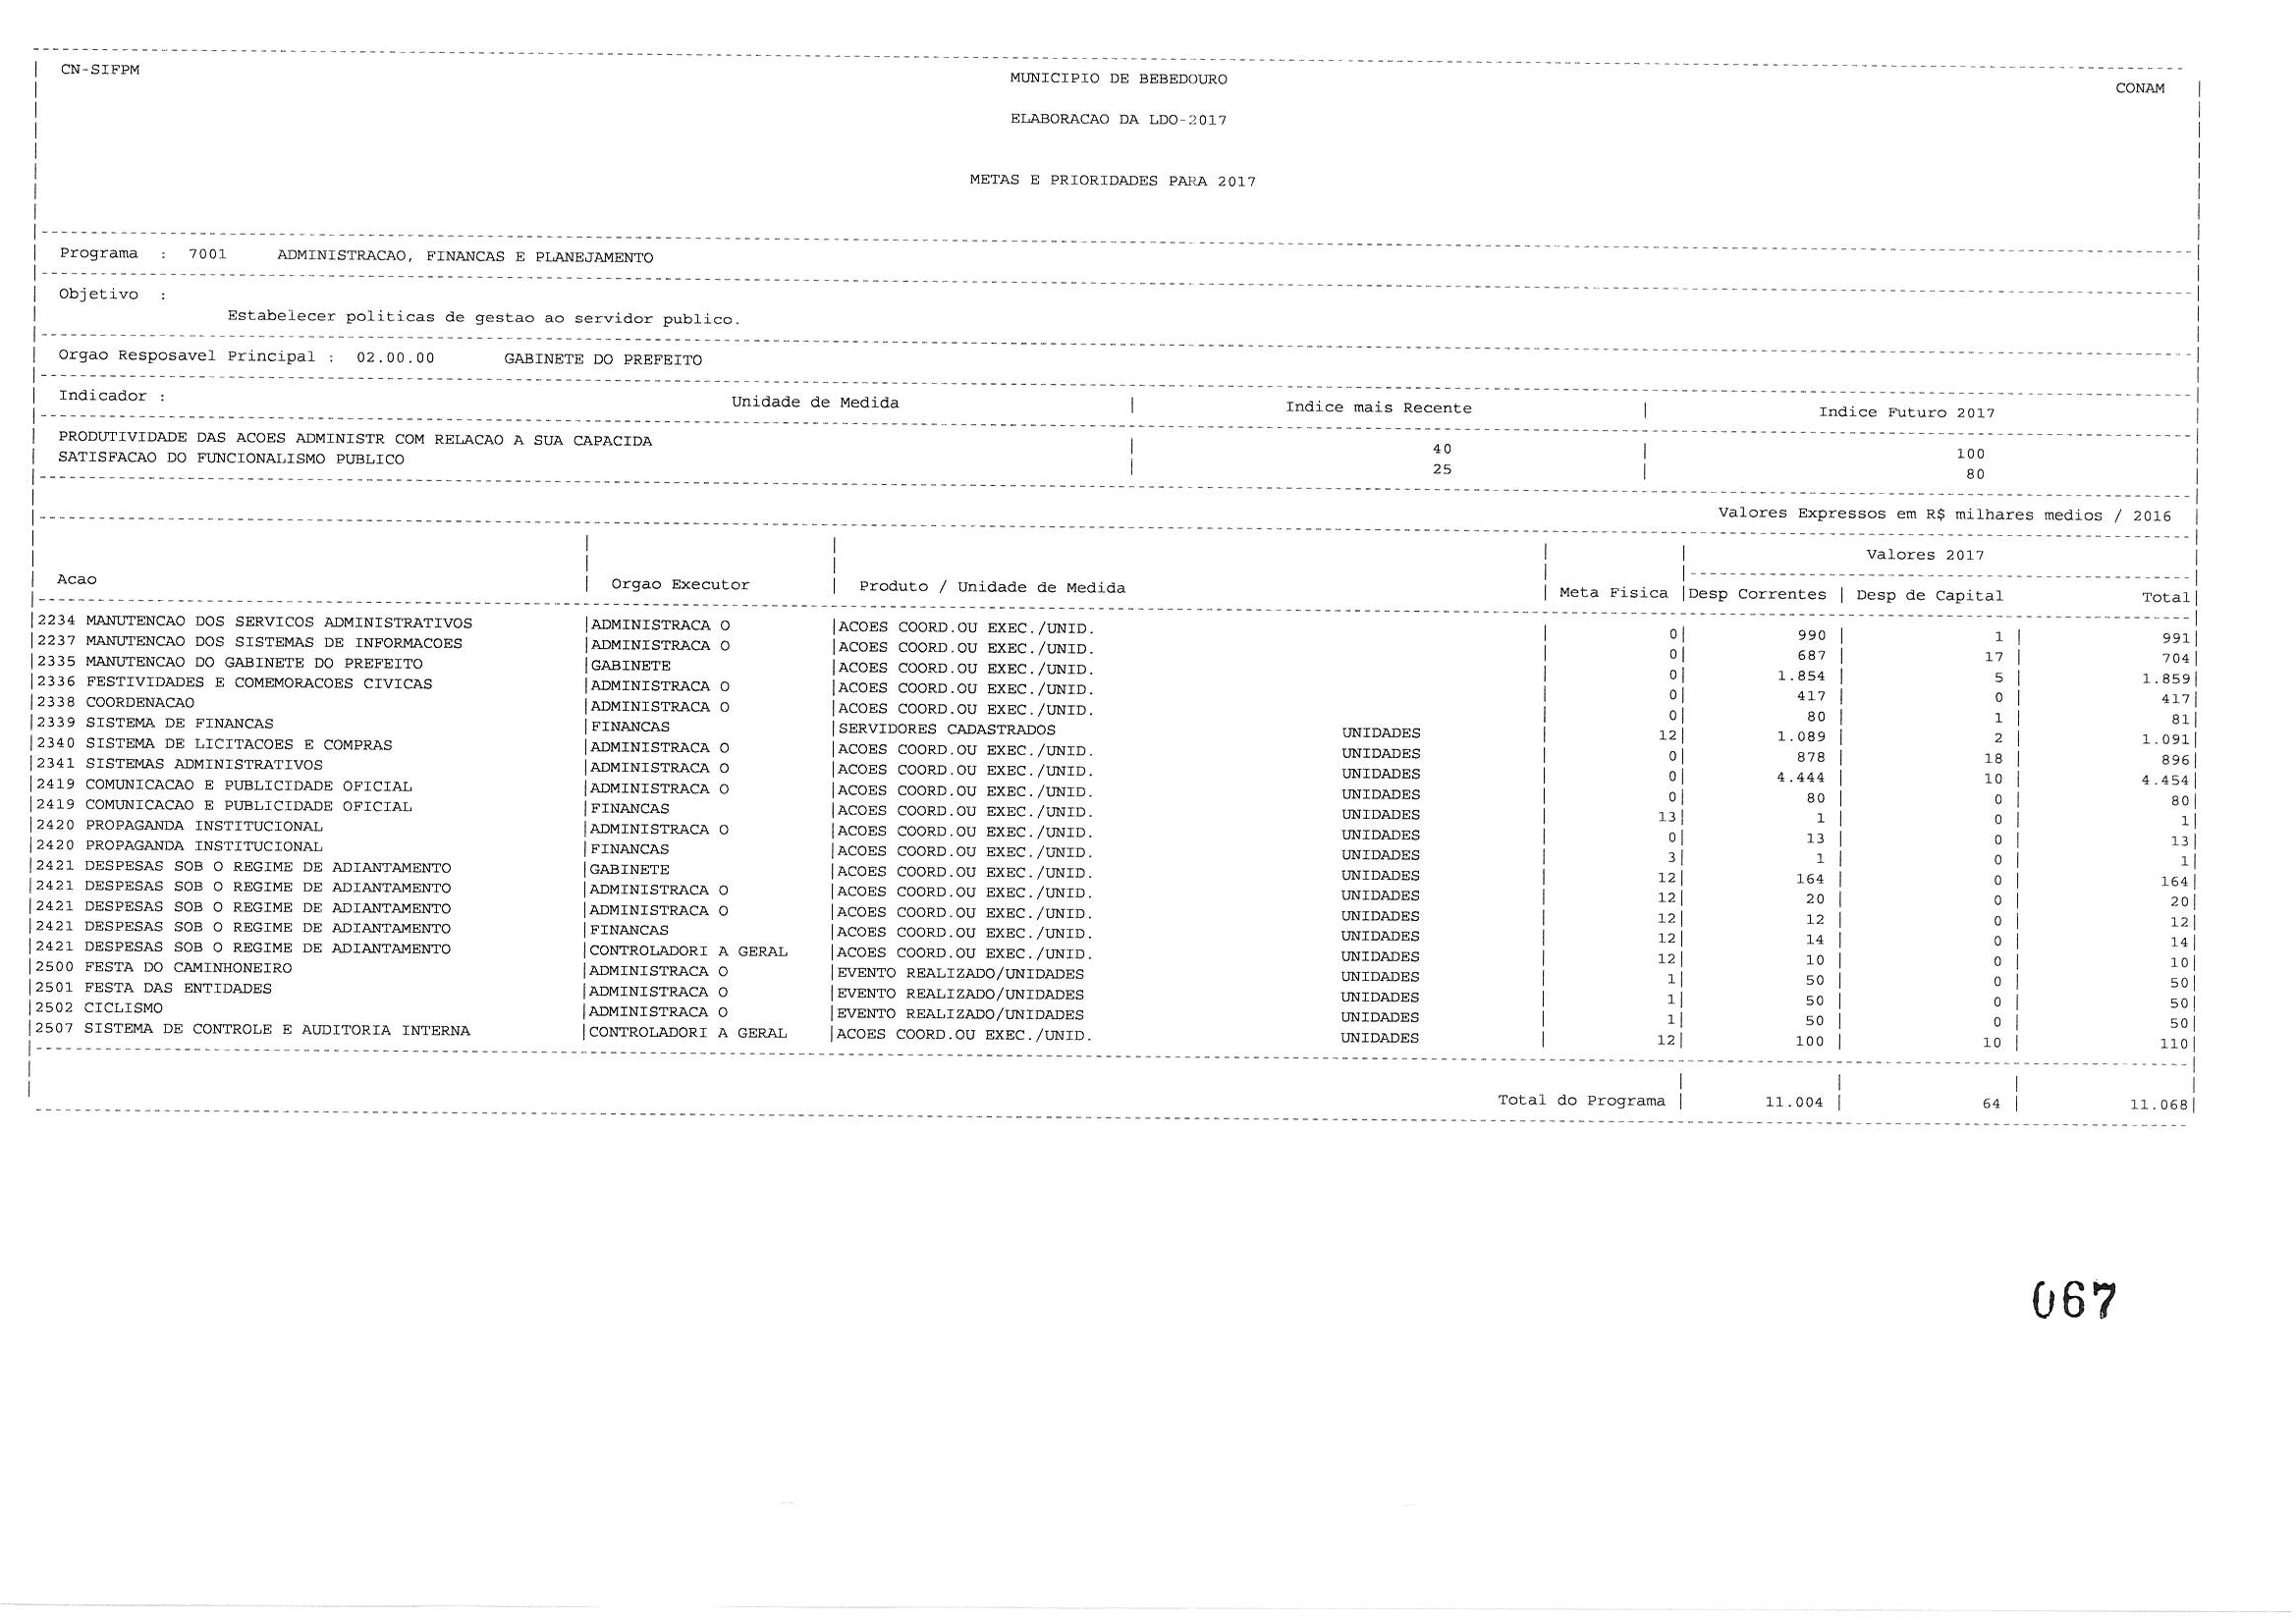 CN-SIFPM MUNICIPIO DE BEBEDOURO CONAM
ELABORACAO DA LDO-2017
METAS E PRIORIDADES PARA 2017
Programa : 7001 ADMINISTRACAO, FINANCAS E PLANEJAMENTO
Objetivo :
Estabelecer politicas de gestao ao servidor publico.
Orgao Resposavel Principal : 02.00.00 GABINETE DO PREFEITO
Indicador : Unidade de Medida | Indice mais Recente | Indice Futuro 2017
PRODUTIVIDADE DAS ACOES ADMINISTR COM RELACAO A SUA CAPACIDA | 40 | 100
SATISFACAO DO FUNCIONALISMO PUBLICO | 25 | 80
Valores Expressos em R$ milhares medios / 2016
Valores 2017
Acao | Orgao Executor | Produto / Unidade de Medida | Meta Fisica | Desp Correntes | Desp de Capital Total
2234 MANUTENCAO DOS SERVICOS ADMINISTRATIVOS | ADMINISTRACA O | ACOES COORD.OU EXEC./UNID. | 0 | 990 | 1 | 991
2237 MANUTENCAO DOS SISTEMAS DE INFORMACOES | ADMINISTRACA O | ACOES COORD.OU EXEC./UNID. | 0 | 687 | 17 | 704
2335 MANUTENCAO DO GABINETE DO PREFEITO | GABINETE | ACOES COORD.OU EXEC./UNID. | 0 | 1.854 | 5 | 1.859
2336 FESTIVIDADES E COMEMORACOES CIVICAS | ADMINISTRACA O | ACOES COORD.OU EXEC./UNID. | 0 | 417 | 0 | 417
2338 COORDENACAO | ADMINISTRACA O | ACOES COORD.OU EXEC./UNID. | 0 | 80 | 1 | 81
2339 SISTEMA DE FINANCAS | FINANCAS | SERVIDORES CADASTRADOS UNIDADES | 12 | 1.089 | 2 | 1.091
2340 SISTEMA DE LICITACOES E COMPRAS | ADMINISTRACA O | ACOES COORD.OU EXEC./UNID. UNIDADES | 0 | 878 | 18 | 896
2341 SISTEMAS ADMINISTRATIVOS | ADMINISTRACA O | ACOES COORD.OU EXEC./UNID. UNIDADES | 0 | 4.444 | 10 | 4.454
2419 COMUNICACAO E PUBLICIDADE OFICIAL | ADMINISTRACA O | ACOES COORD.OU EXEC./UNID. UNIDADES | 0 | 80 | 0 | 80
2419 COMUNICACAO E PUBLICIDADE OFICIAL | FINANCAS | ACOES COORD.OU EXEC./UNID. UNIDADES | 13 | 1 | 0 | 1
2420 PROPAGANDA INSTITUCIONAL | ADMINISTRACA O | ACOES COORD.OU EXEC./UNID. UNIDADES | 0 | 13 | 0 | 13
2420 PROPAGANDA INSTITUCIONAL | FINANCAS | ACOES COORD.OU EXEC./UNID. UNIDADES | 3 | 1 | 0 | 1
2421 DESPESAS SOB O REGIME DE ADIANTAMENTO | GABINETE | ACOES COORD.OU EXEC./UNID. UNIDADES | 12 | 164 | 0 | 164
2421 DESPESAS SOB O REGIME DE ADIANTAMENTO | ADMINISTRACA O | ACOES COORD.OU EXEC./UNID. UNIDADES | 12 | 20 | 0 | 20
2421 DESPESAS SOB O REGIME DE ADIANTAMENTO | ADMINISTRACA O | ACOES COORD.OU EXEC./UNID. UNIDADES | 12 | 12 | 0 | 12
2421 DESPESAS SOB O REGIME DE ADIANTAMENTO | FINANCAS | ACOES COORD.OU EXEC./UNID. UNIDADES | 12 | 14 | 0 | 14
2421 DESPESAS SOB O REGIME DE ADIANTAMENTO | CONTROLADORI A GERAL | ACOES COORD.OU EXEC./UNID. UNIDADES | 12 | 10 | 0 | 10
2500 FESTA DO CAMINHONEIRO | ADMINISTRACA O | EVENTO REALIZADO/UNIDADES UNIDADES | 1 | 50 | 0 | 50
2501 FESTA DAS ENTIDADES | ADMINISTRACA O | EVENTO REALIZADO/UNIDADES UNIDADES | 1 | 50 | 0 | 50
2502 CICLISMO | ADMINISTRACA O | EVENTO REALIZADO/UNIDADES UNIDADES | 1 | 50 | 0 | 50
2507 SISTEMA DE CONTROLE E AUDITORIA INTERNA | CONTROLADORI A GERAL | ACOES COORD.OU EXEC./UNID. UNIDADES | 12 | 100 | 10 | 110
Total do Programa | 11.004 | 64 | 11.068
067